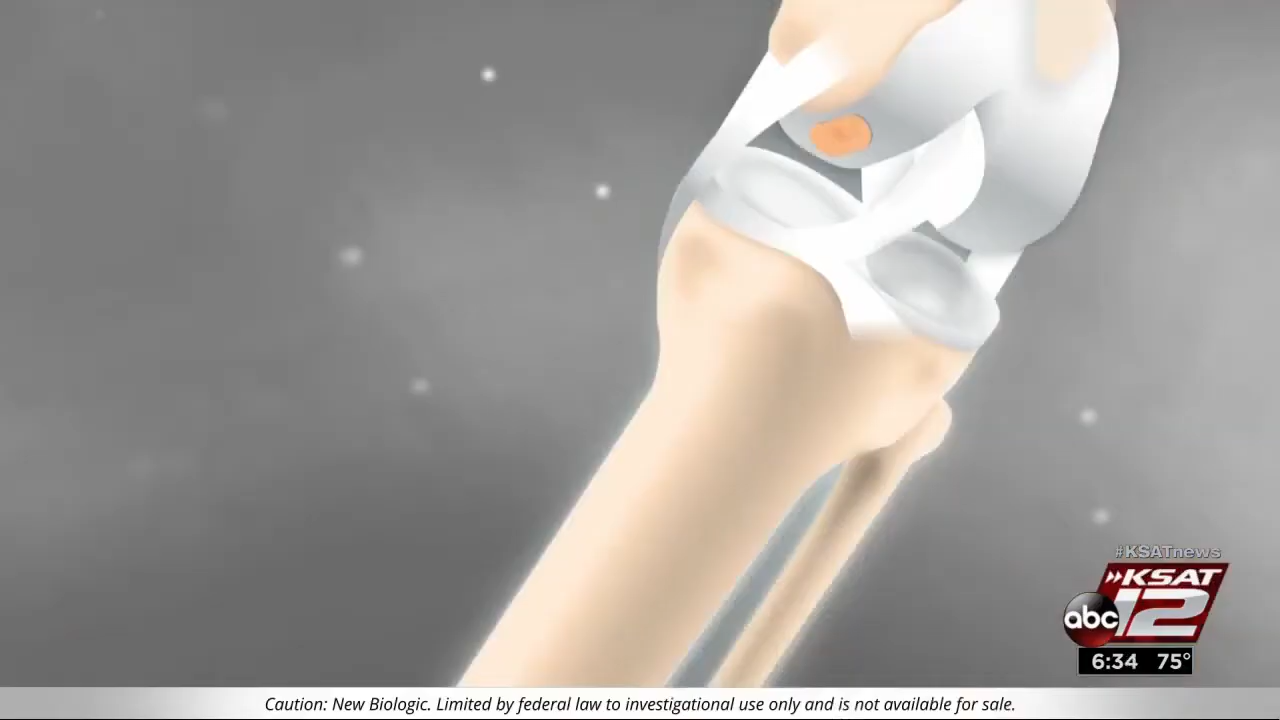 #KSATnews
KSAT
abc 12
6:34 75°
Caution: New Biologic. Limited by federal law to investigational use only and is not available for sale.